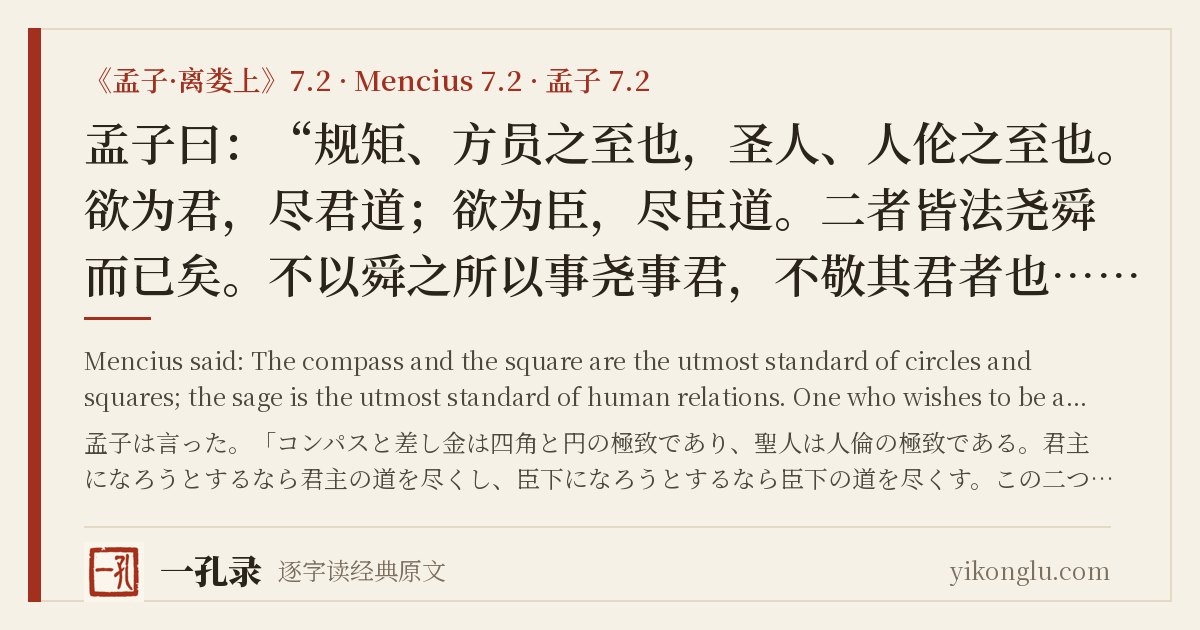 《孟子·离娄上》7.2 · Mencius 7.2 · 孟子 7.2
孟子曰：“规矩、方员之至也，圣人、人伦之至也。
欲为君，尽君道；欲为臣，尽臣道。二者皆法尧舜
而已矣。不以舜之所以事尧事君，不敬其君者也……
Mencius said: The compass and the square are the utmost standard of circles and
squares; the sage is the utmost standard of human relations. One who wishes to be a...
孟子は言った。「コンパスと差し金は四角と円の極致であり、聖人は人倫の極致である。君主
になろうとするなら君主の道を尽くし、臣下になろうとするなら臣下の道を尽くす。この二つ…
一孔
一孔录 逐字读经典原文
yikonglu.com